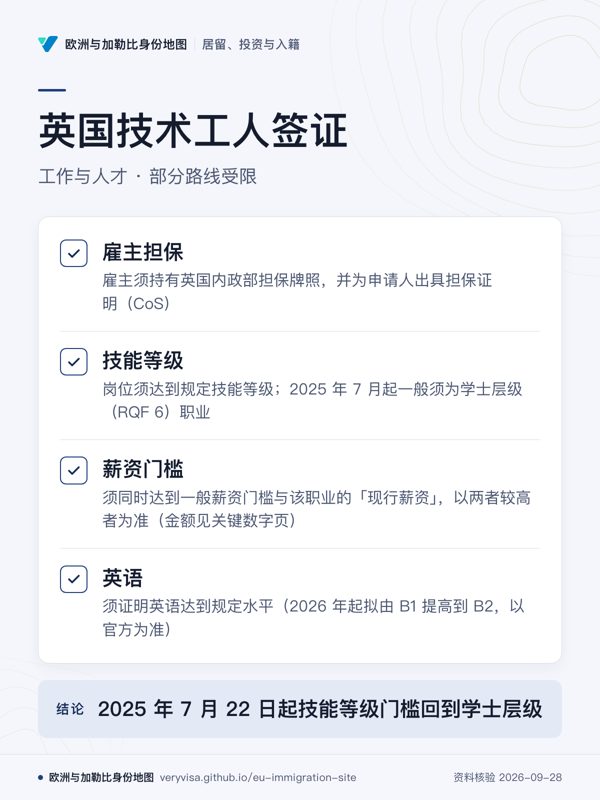 欧洲与加勒比身份地图 | 居留、投资与入籍
英国技术工人签证
工作与人才 · 部分路线受限
雇主担保
雇主须持有英国内政部担保牌照，并为申请人出具担保证
明（CoS）
技能等级
岗位须达到规定技能等级；2025 年 7 月起一般须为学士层级
（RQF 6）职业
薪资门槛
须同时达到一般薪资门槛与该职业的「现行薪资」，以两者较高
者为准（金额见关键数字页）
英语
须证明英语达到规定水平（2026 年起拟由 B1 提高到 B2，以
官方为准）
结论 2025 年 7 月 22 日起技能等级门槛回到学士层级
欧洲与加勒比身份地图 veryvisa.github.io/eu-immigration-site 资料核验 2026-09-28